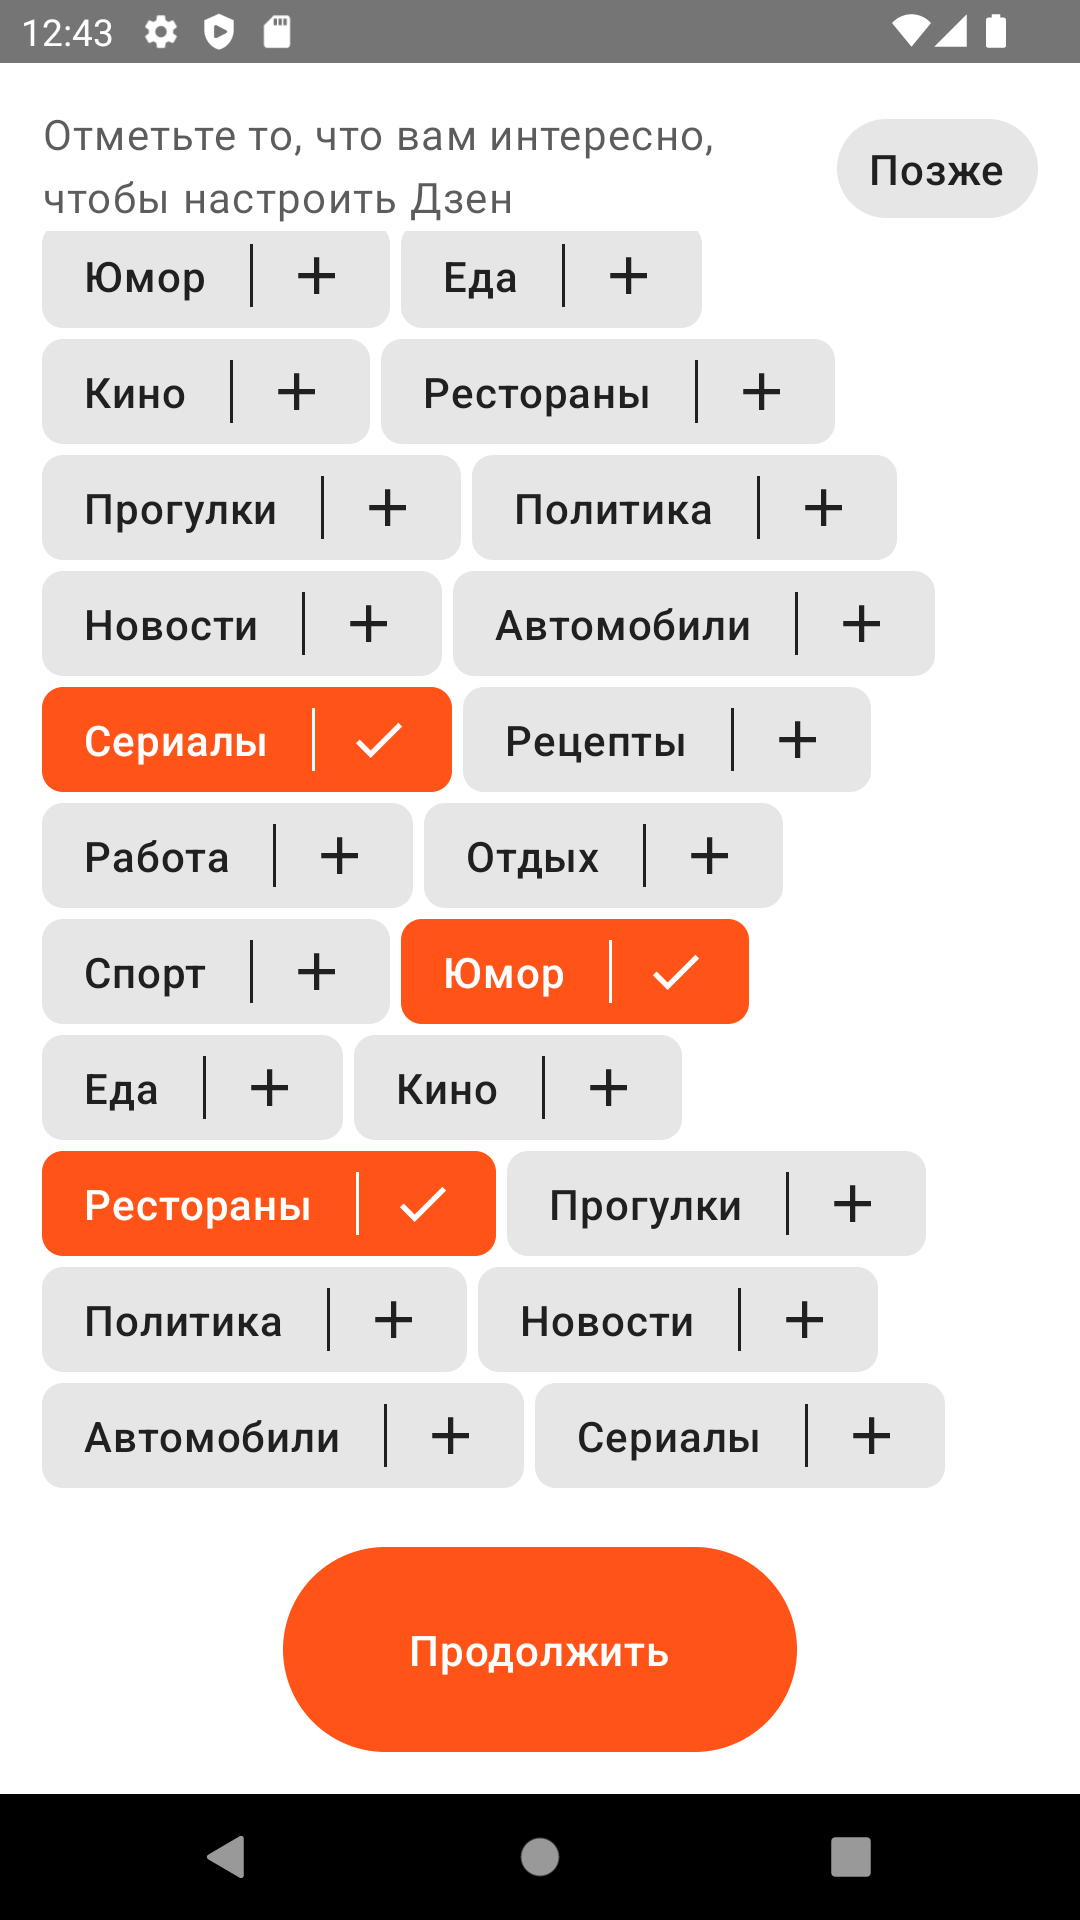 12:43
Отметьте то, что вам интересно,
чтобы настроить Дзен
Позже
Юмор Еда
Кино Рестораны
Прогулки Политика
Новости Автомобили
Сериалы Рецепты
Работа Отдых
Спорт Юмор
Еда Кино
Рестораны Прогулки
Политика Новости
Автомобили Сериалы
Продолжить